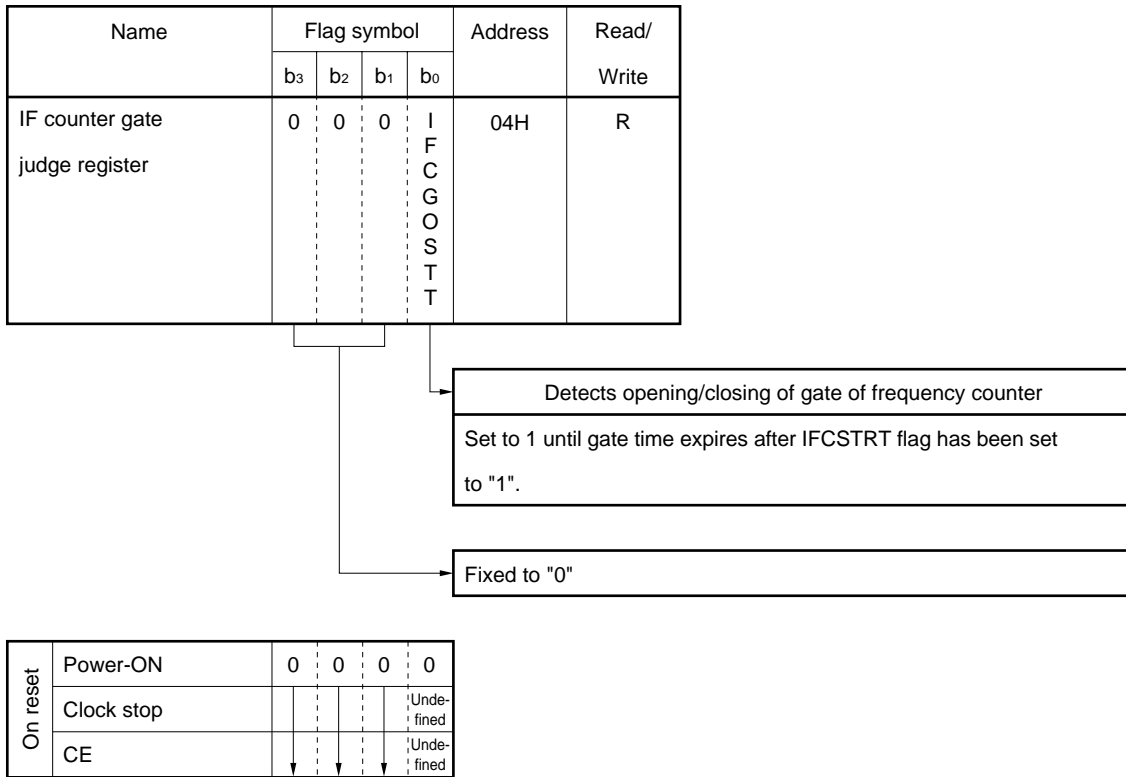 Name Flag symbol Address Read/
b3 b2 b1 b0 Write
IF counter gate 0 0 0 I 04H R
F
judge register C
G
O
S
T
T
Detects opening/closing of gate of frequency counter
Set to 1 until gate time expires after IFCSTRT flag has been set
to "1".
Fixed to "0"
On reset
Power-ON 0 0 0 0
Clock stop Unde-
fined
CE Unde-
fined